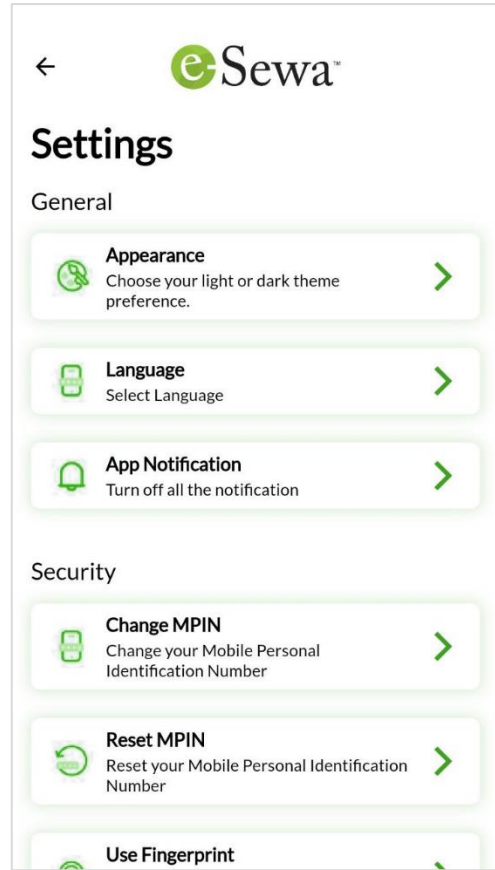 e-Sewa™
Settings
General
Appearance
Choose your light or dark theme
preference.
Language
Select Language
App Notification
Turn off all the notification
Security
Change MPIN
Change your Mobile Personal
Identification Number
Reset MPIN
Reset your Mobile Personal Identification
Number
Use Fingerprint